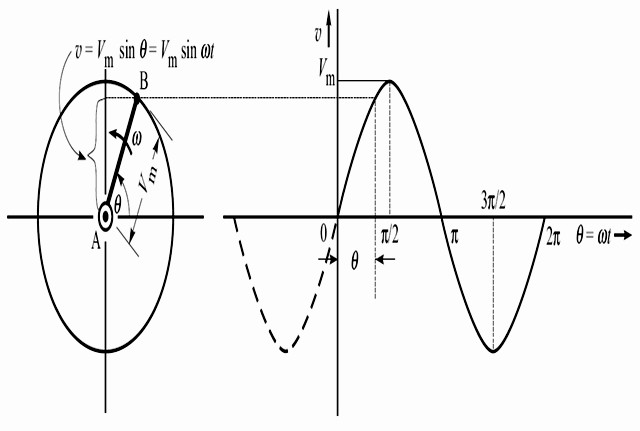 v = Vm sin θ = Vm sin ωt
B
ω
Vm
θ
A
v
Vm
0
θ
π/2
π
3π/2
2π
θ = ωt